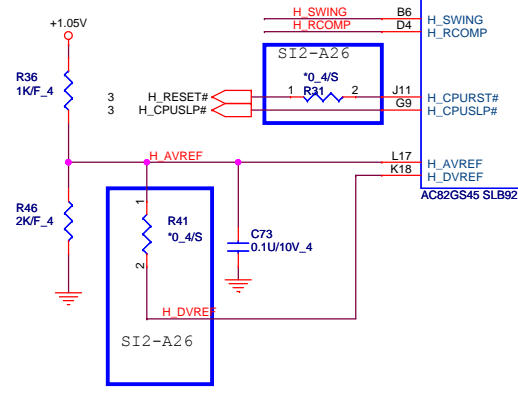 H_SWING B6 H_SWING
H_RCOMP D4 H_RCOMP
+1.05V
SI2-A26
R36
1K/F_4
*0_4/S
1 R31 2
3 H_RESET# J11 H_CPURST#
3 H_CPUSLP# G9 H_CPUSLP#
H_AVREF L17 H_AVREF
K18 H_DVREF
AC82GS45 SLB92
R46
2K/F_4
1
R41
*0_4/S
2
C73
0.1U/10V_4
H_DVREF
SI2-A26